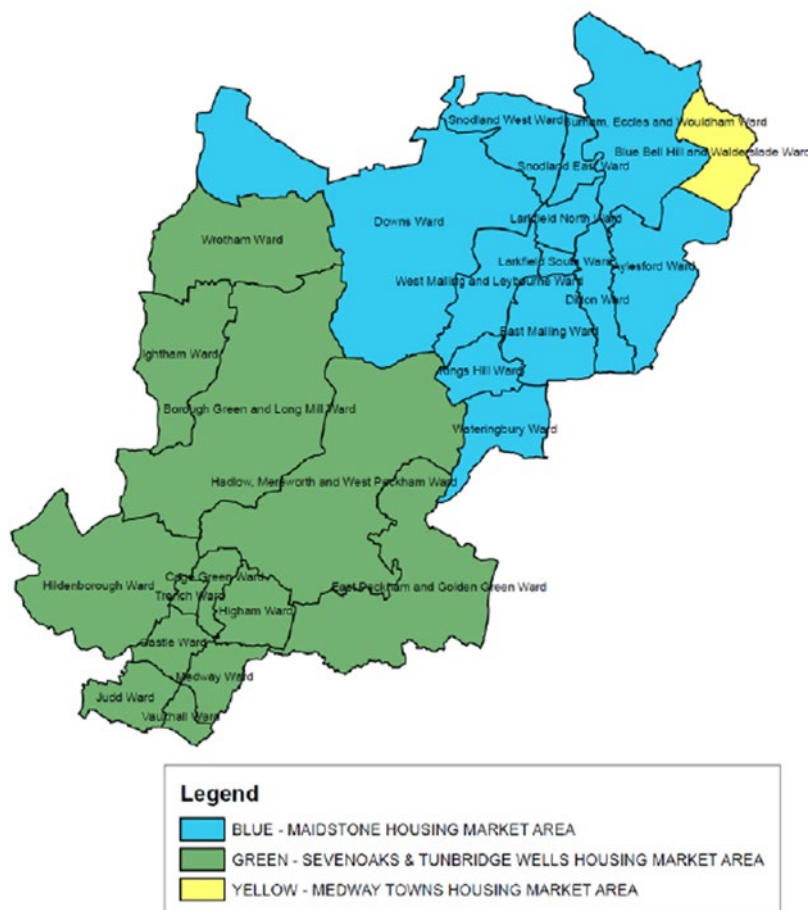 Snodland West Ward
Burham, Eccles and Wouldham Ward
Blue Bell Hill and Walderslade Ward
Snodland East Ward
Downs Ward
Larkfield North Ward
Wrotham Ward
Larkfield South Ward
Aylesford Ward
West Malling and Leybourne Ward
Ditton Ward
East Malling Ward
Ightham Ward
Kings Hill Ward
Borough Green and Long Mill Ward
Wateringbury Ward
Hadlow, Mereworth and West Peckham Ward
Cage Green Ward
Hildenborough Ward
East Peckham and Golden Green Ward
Trench Ward
Higham Ward
Castle Ward
Medway Ward
Judd Ward
Vauxhall Ward
Legend
BLUE - MAIDSTONE HOUSING MARKET AREA
GREEN - SEVENOAKS & TUNBRIDGE WELLS HOUSING MARKET AREA
YELLOW - MEDWAY TOWNS HOUSING MARKET AREA